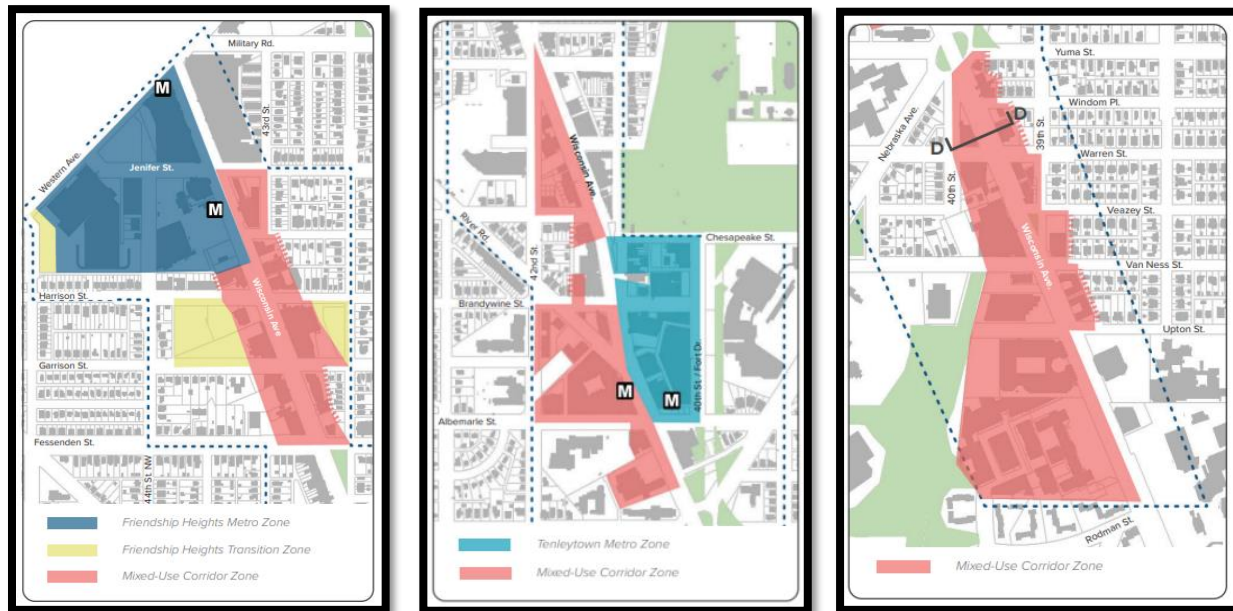 Military Rd.
M
43rd St.
Western Ave.
Jenifer St.
M
Harrison St.
Wisconsin Ave
Garrison St.
Fessenden St.
44th St. NW
Friendship Heights Metro Zone
Friendship Heights Transition Zone
Mixed-Use Corridor Zone
Wisconsin Ave.
River Rd.
Chesapeake St.
42nd St.
Brandywine St.
40th St. / Fort Dr.
M
M
Albemarle St.
Tenleytown Metro Zone
Mixed-Use Corridor Zone
Yuma St.
Nebraska Ave.
Windom Pl.
D
D
39th St.
Warren St.
40th St.
Veazey St.
Wisconsin Ave.
Van Ness St.
Upton St.
Rodman St.
Mixed-Use Corridor Zone